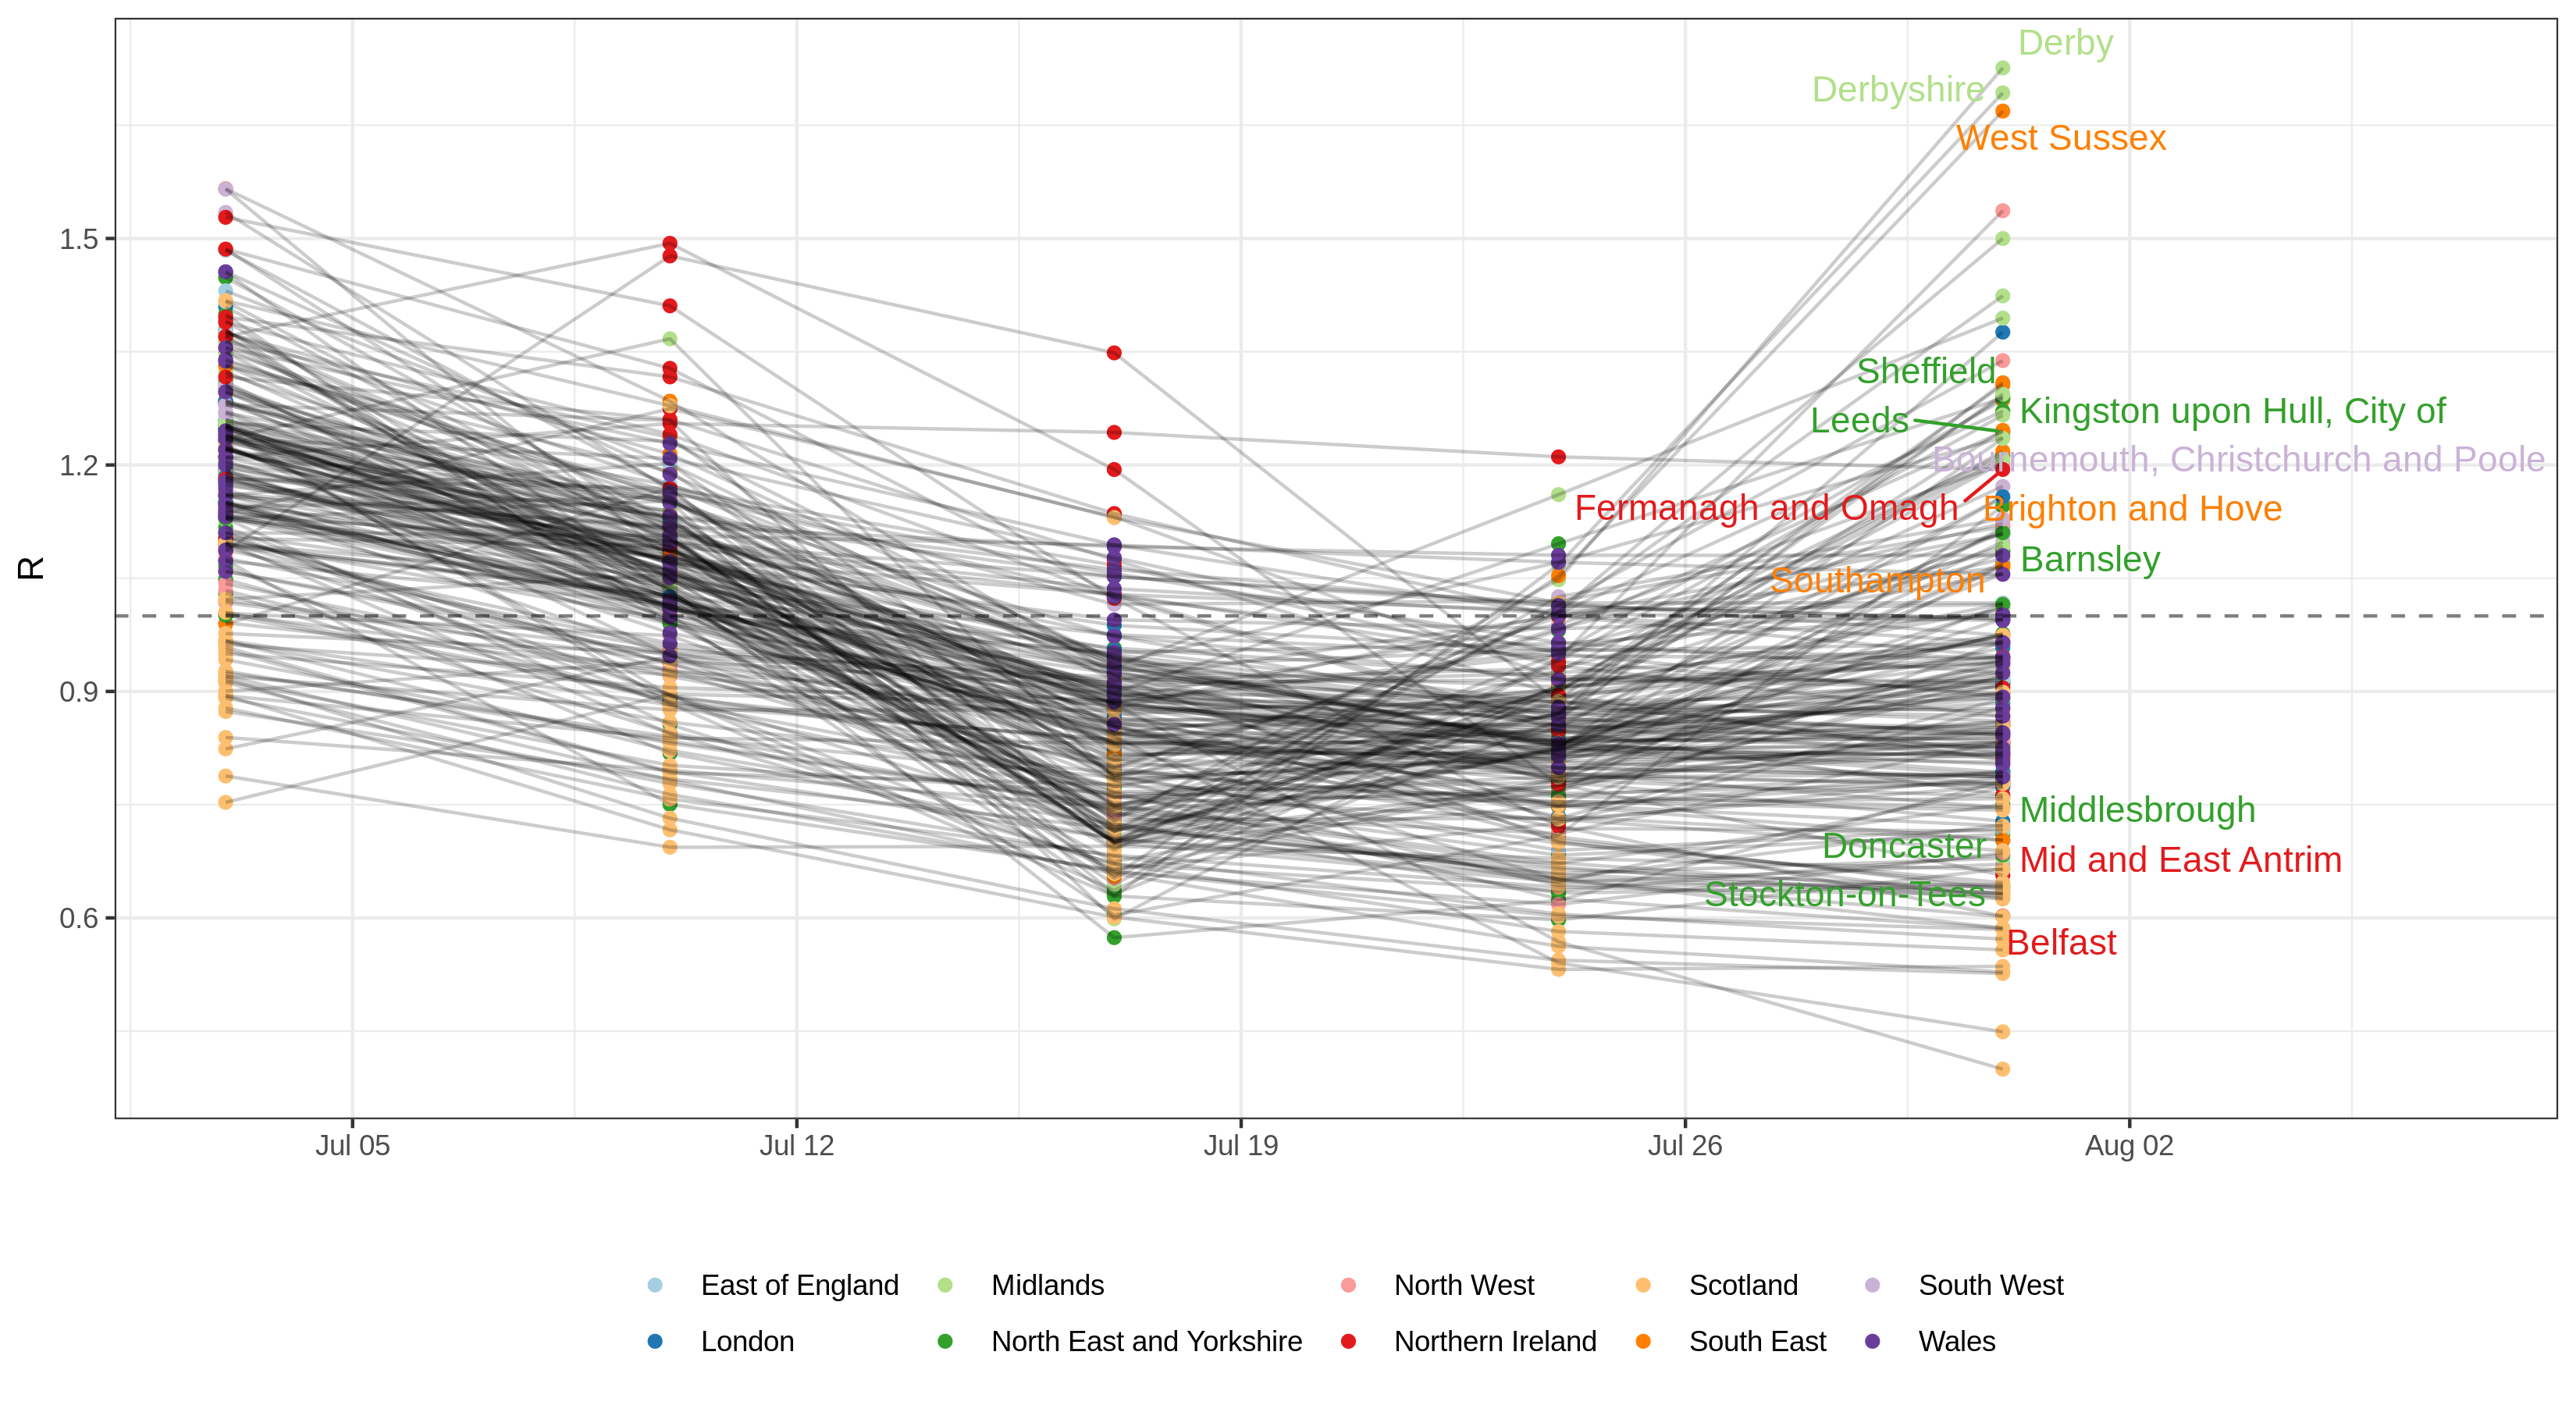 Derby
Derbyshire
West Sussex
1.5
Sheffield
Kingston upon Hull, City of
Leeds
Bournemouth, Christchurch and Poole
1.2
Fermanagh and Omagh
Brighton and Hove
Barnsley
R
Southampton
0.9
Middlesbrough
Doncaster
Mid and East Antrim
Stockton-on-Tees
0.6
Belfast
Jul 05 Jul 12 Jul 19 Jul 26 Aug 02
East of England Midlands North West Scotland South West
London North East and Yorkshire Northern Ireland South East Wales